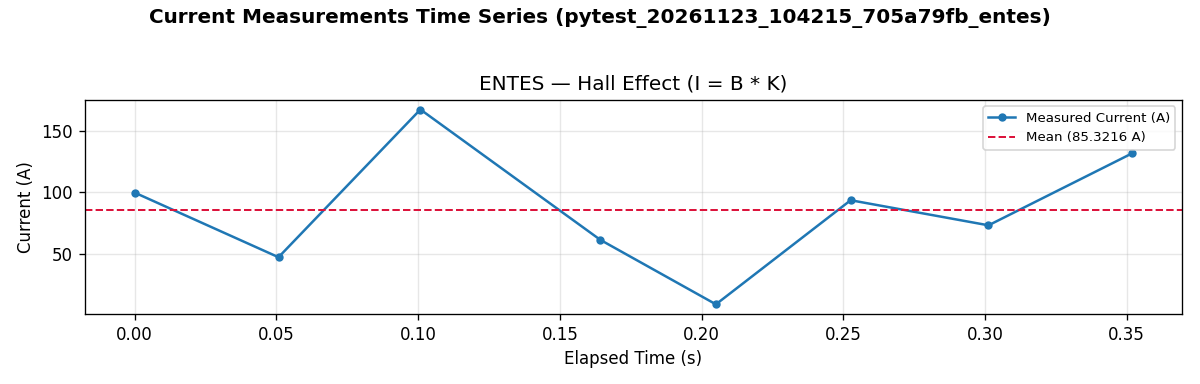 Current Measurements Time Series (pytest_20261123_104215_705a79fb_entes)
ENTES — Hall Effect (I = B * K)
Measured Current (A)
Mean (85.3216 A)
Current (A)
150
100
50
0.00 0.05 0.10 0.15 0.20 0.25 0.30 0.35
Elapsed Time (s)